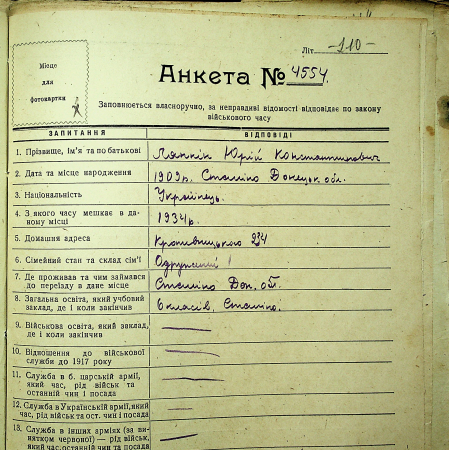 Літ. -110-
Місце
для
фотокартки
Анкета № 4554
Заповнюється власноручно, за неправдиві відомості відповідає по закону
військового часу
ЗАПИТАННЯ ВІДПОВІДІ
1. Прізвище, ім'я та по батькові Юрій Константинович
2. Дата та місце народження 1909р. Сталіно Донецьк. обл.
3. Національність Українець.
4. З якого часу мешкає в да-
ному місці 1934р.
5. Домашня адреса Кропивницького
6. Сімейний стан та склад сім'ї Одружений
7. Де проживав та чим займався
до переїзду в дане місце Сталіно Дон. обл.
8. Загальна освіта, який учбовий
заклад, де і коли закінчив 6 класів, Сталіно.
9. Військова освіта, який заклад,
де і коли закінчив —
10. Відношення до військової
служби до 1917 року —
11. Служба в б. царській армії,
який час, рід військ та
останній чин і посада —
12. Служба в Українській армії, який
час, рід військ та ост. чин і посада —
13. Служба в інших арміях (за ви-
нятком червоної) — рід військ,
який час, останній чин та посада —